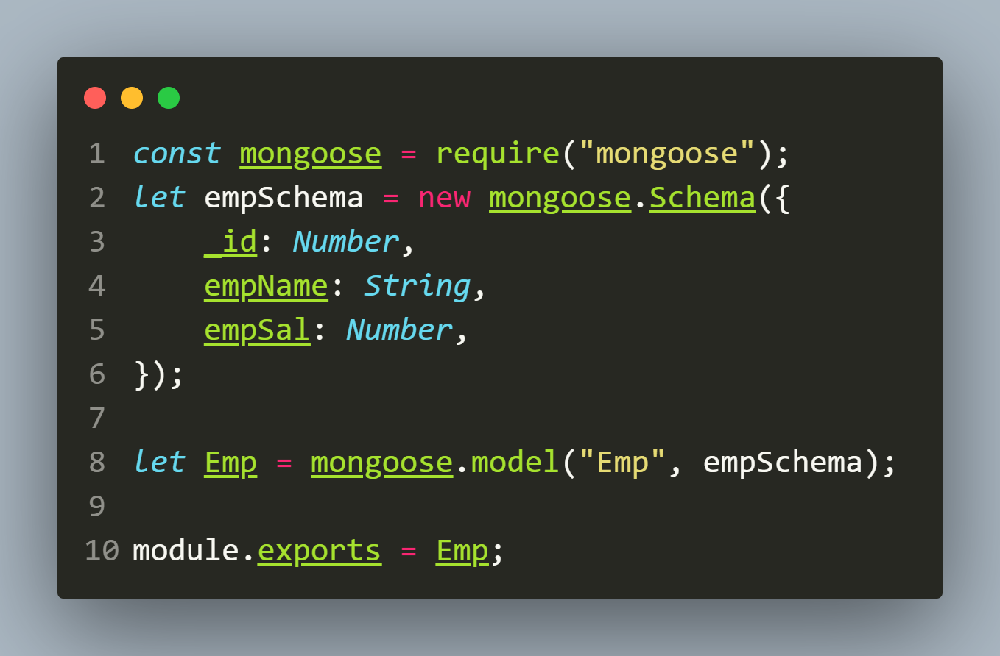 1 const mongoose = require("mongoose");
2 let empSchema = new mongoose.Schema({
3     _id: Number,
4     empName: String,
5     empSal: Number,
6 });
7
8 let Emp = mongoose.model("Emp", empSchema);
9
10 module.exports = Emp;